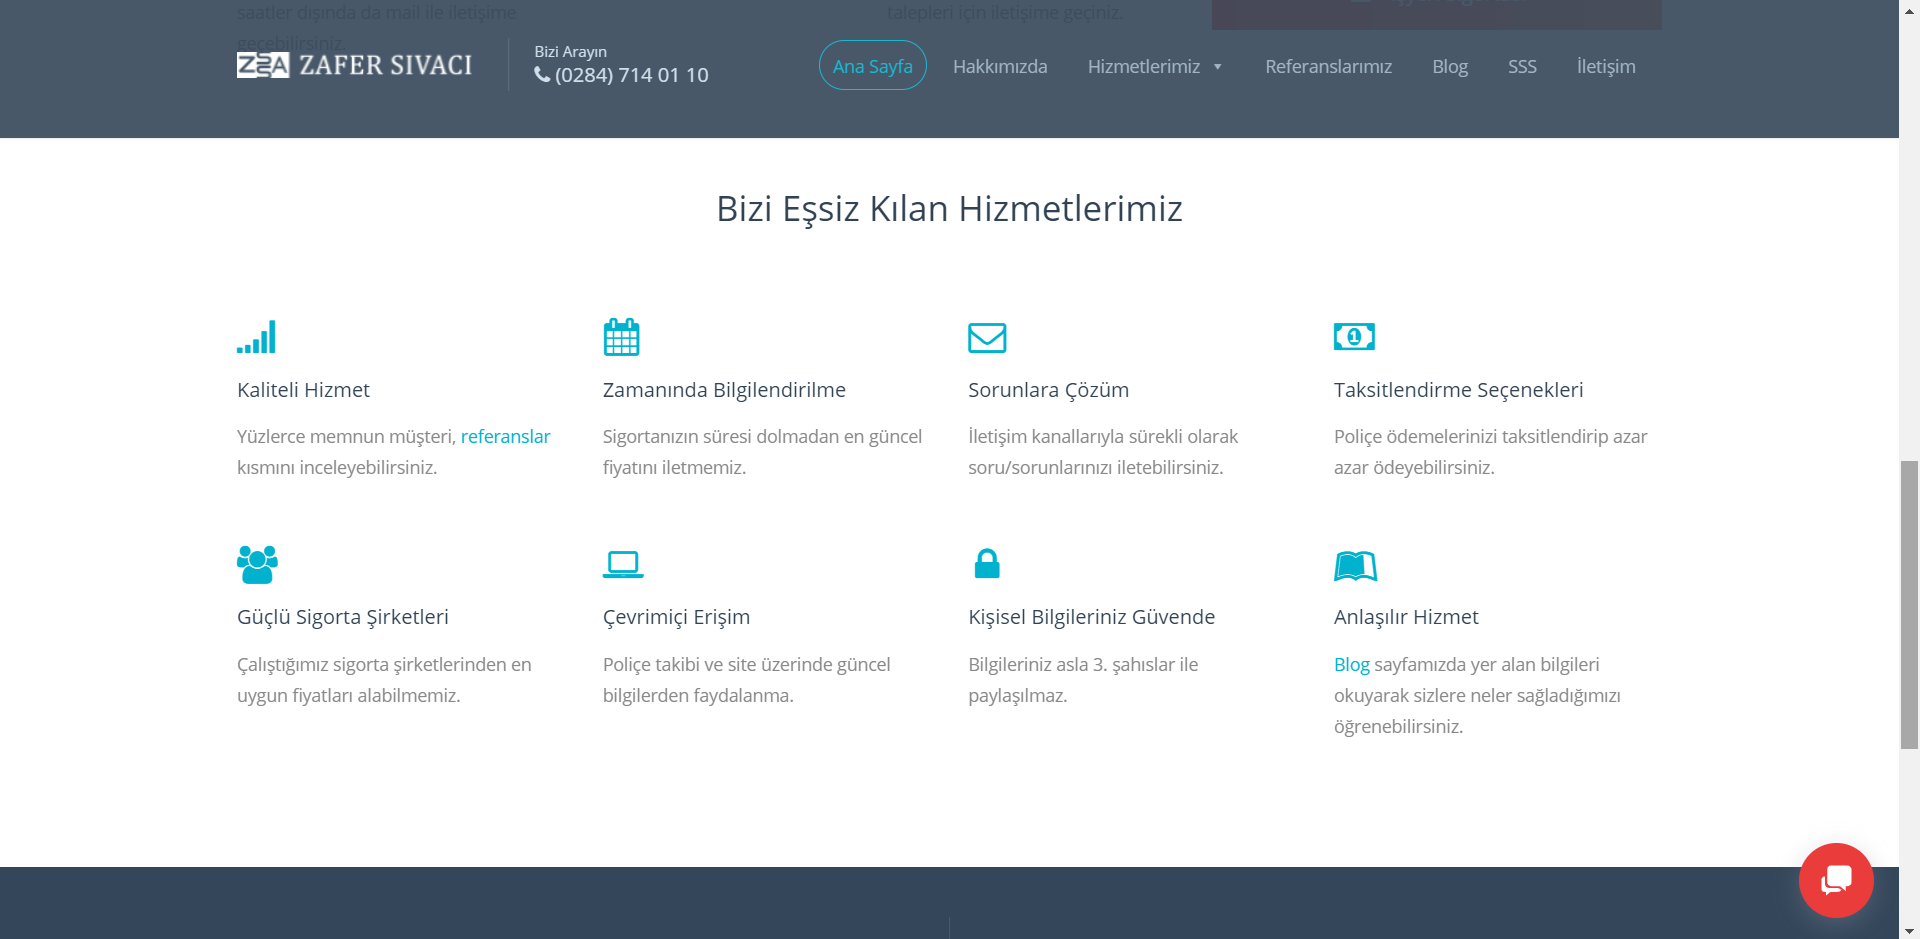 saatler dışında da mail ile iletişime
geçebilirsiniz.
talepleri için iletişime geçiniz.
ZAFER SIVACI
Bizi Arayın
(0284) 714 01 10
Ana Sayfa
Hakkımızda
Hizmetlerimiz
Referanslarımız
Blog
SSS
İletişim
Bizi Eşsiz Kılan Hizmetlerimiz
Kaliteli Hizmet
Yüzlerce memnun müşteri, referanslar
kısmını inceleyebilirsiniz.
Zamanında Bilgilendirilme
Sigortanızın süresi dolmadan en güncel
fiyatını iletmemiz.
Sorunlara Çözüm
İletişim kanallarıyla sürekli olarak
soru/sorunlarınızı iletebilirsiniz.
Taksitlendirme Seçenekleri
Poliçe ödemelerinizi taksitlendirip azar
azar ödeyebilirsiniz.
Güçlü Sigorta Şirketleri
Çalıştığımız sigorta şirketlerinden en
uygun fiyatları alabilmemiz.
Çevrimiçi Erişim
Poliçe takibi ve site üzerinde güncel
bilgilerden faydalanma.
Kişisel Bilgileriniz Güvende
Bilgileriniz asla 3. şahıslar ile
paylaşılmaz.
Anlaşılır Hizmet
Blog sayfamızda yer alan bilgileri
okuyarak sizlere neler sağladığımızı
öğrenebilirsiniz.